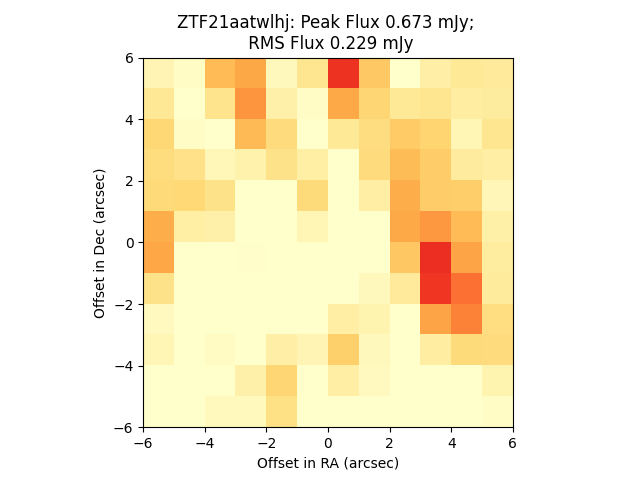 ZTF21aatwlhj: Peak Flux 0.673 mJy;
RMS Flux 0.229 mJy
6
4
2
0
−2
−4
−6
Offset in Dec (arcsec)
−6 −4 −2 0 2 4 6
Offset in RA (arcsec)